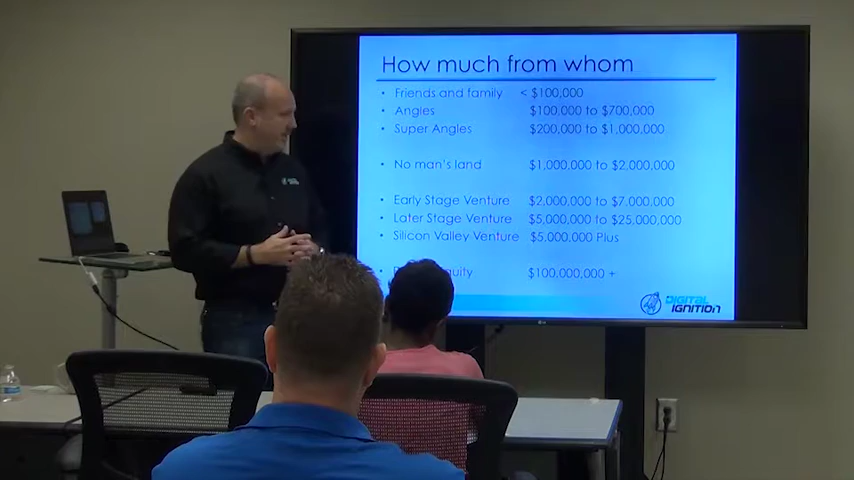 How much from whom
• Friends and family < $100,000
• Angles $100,000 to $700,000
• Super Angles $200,000 to $1,000,000
• No man's land $1,000,000 to $2,000,000
• Early Stage Venture $2,000,000 to $7,000,000
• Later Stage Venture $5,000,000 to $25,000,000
• Silicon Valley Venture $5,000,000 Plus
• $100,000,000 +
DIGITAL
IGNITION